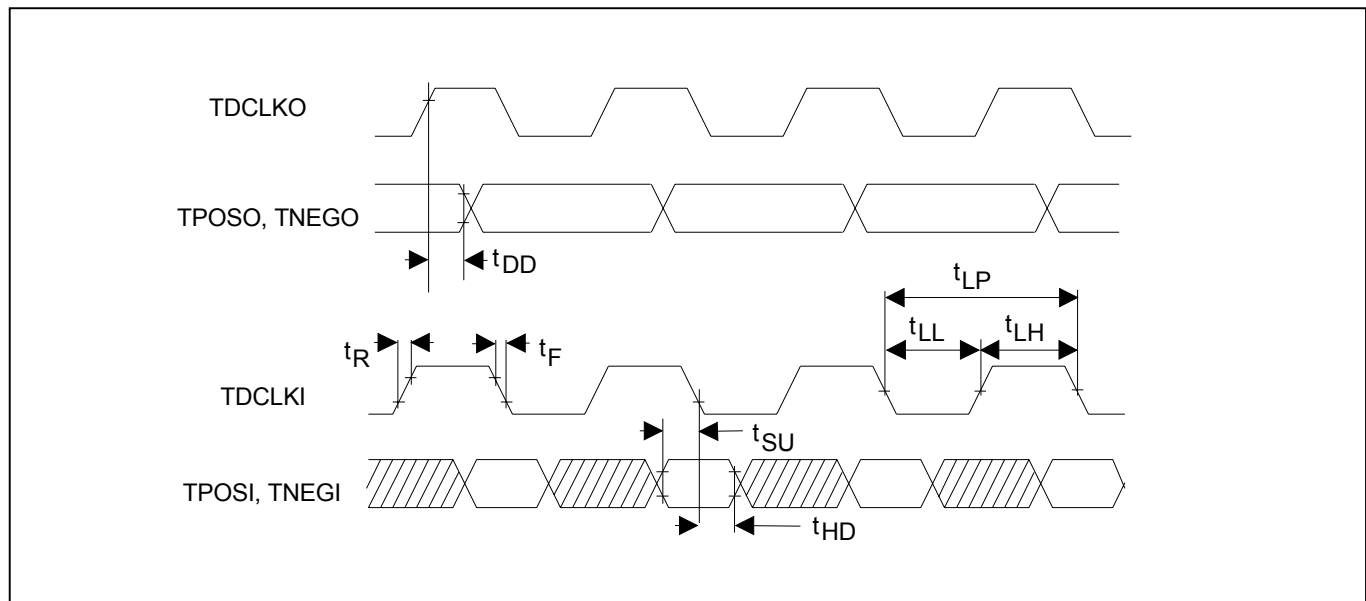 TDCLKO
TPOSO, TNEGO
tDD
tLP
tLL
tLH
tR
tF
TDCLKI
tSU
TPOSI, TNEGI
tHD